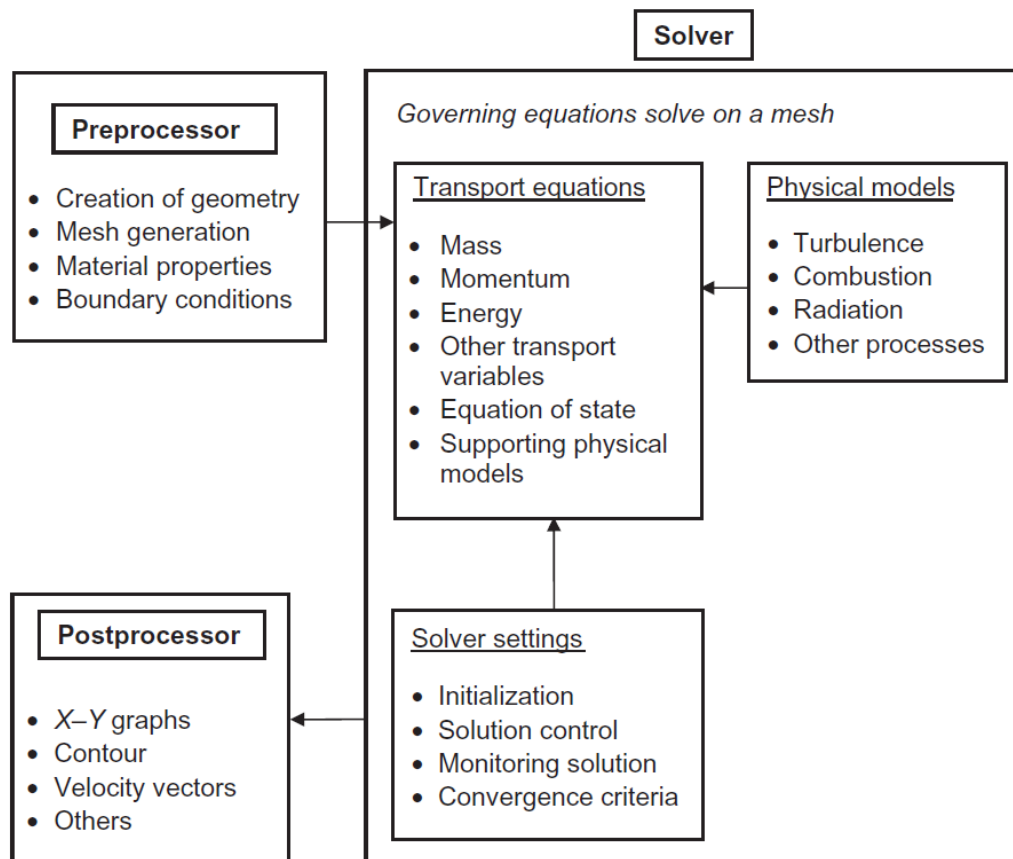 Solver
Preprocessor
• Creation of geometry
• Mesh generation
• Material properties
• Boundary conditions
Governing equations solve on a mesh
Transport equations
• Mass
• Momentum
• Energy
• Other transport
variables
• Equation of state
• Supporting physical
models
Physical models
• Turbulence
• Combustion
• Radiation
• Other processes
Solver settings
• Initialization
• Solution control
• Monitoring solution
• Convergence criteria
Postprocessor
• X–Y graphs
• Contour
• Velocity vectors
• Others